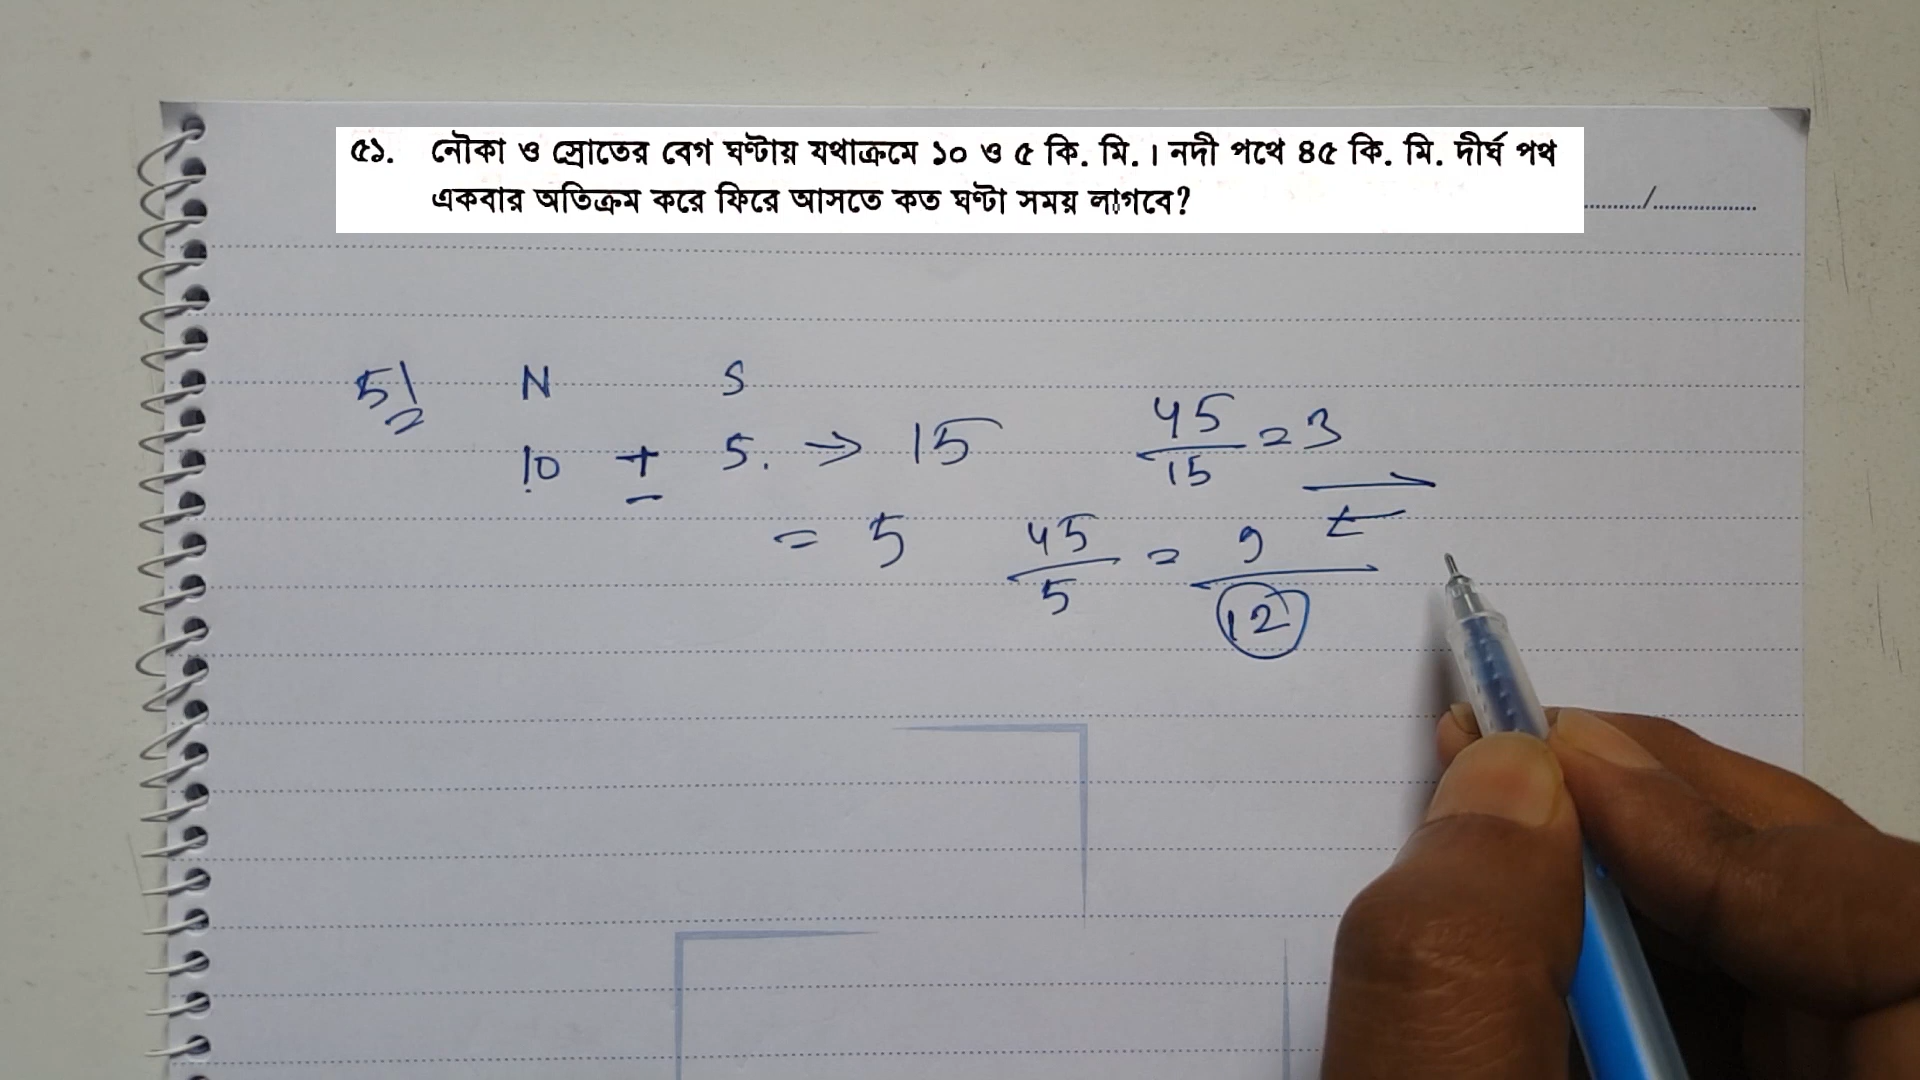 ৫১. নৌকা ও স্রোতের বেগ ঘণ্টায় যথাক্রমে ১০ ও ৫ কি. মি.। নদী পথে ৪৫ কি. মি. দীর্ঘ পথ
একবার অতিক্রম করে ফিরে আসতে কত ঘণ্টা সময় লাগবে?
........../..................
51 N S
10 ± 5. → 15 45/15 = 3
= 5 45/5 = 9
12